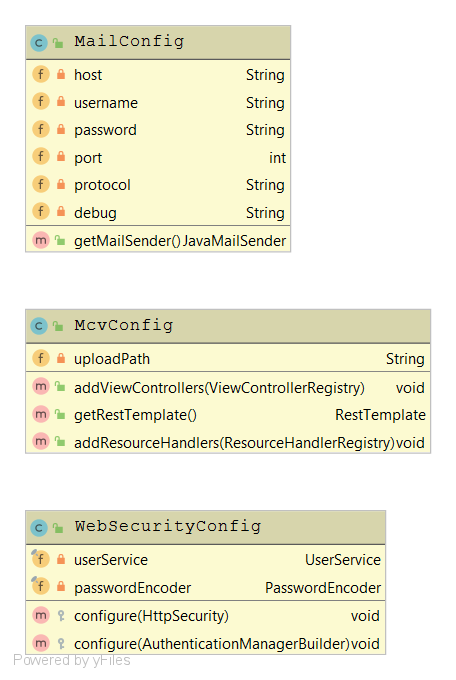 MailConfig
host String
username String
password String
port int
protocol String
debug String
getMailSender() JavaMailSender
McvConfig
uploadPath String
addViewControllers(ViewControllerRegistry) void
getRestTemplate() RestTemplate
addResourceHandlers(ResourceHandlerRegistry) void
WebSecurityConfig
userService UserService
passwordEncoder PasswordEncoder
configure(HttpSecurity) void
configure(AuthenticationManagerBuilder) void
Powered by yFiles